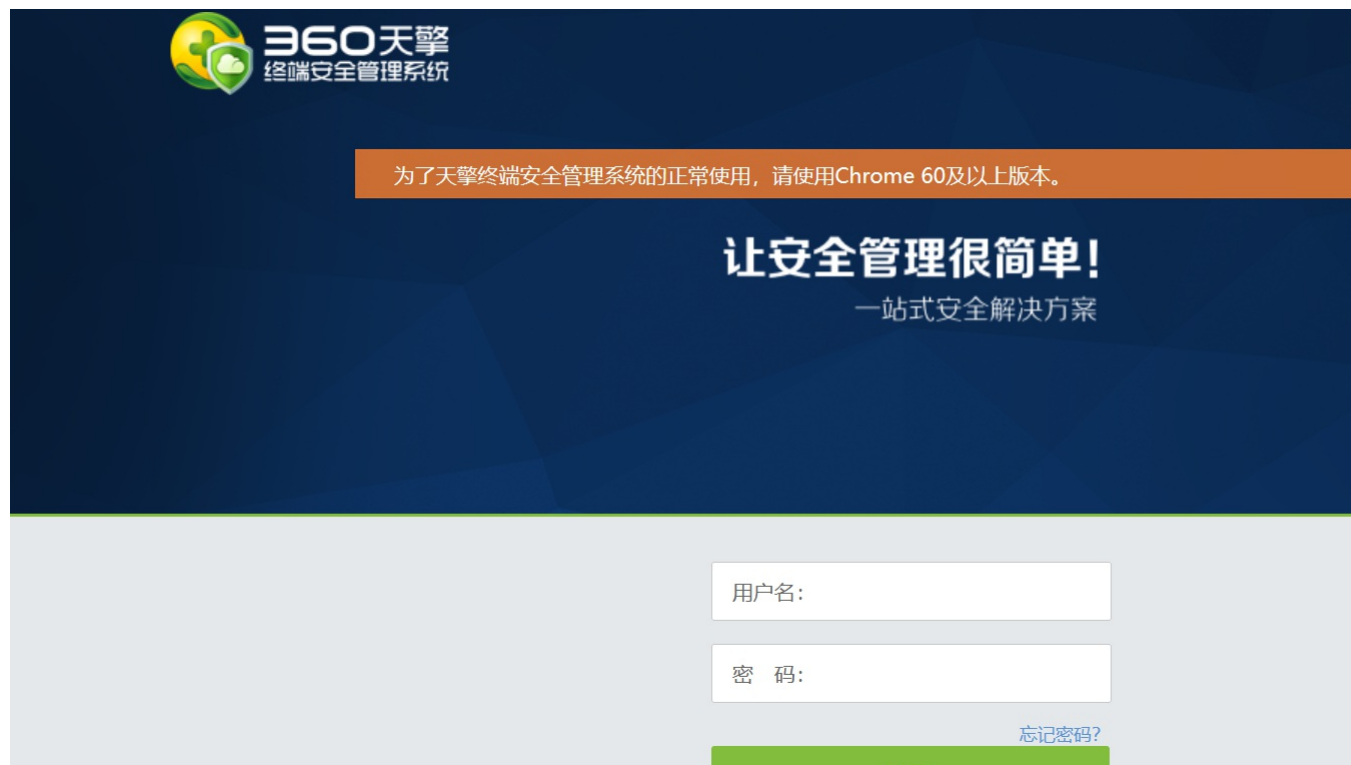 360天擎
终端安全管理系统
为了天擎终端安全管理系统的正常使用，请使用Chrome 60及以上版本。
让安全管理很简单!
一站式安全解决方案
用户名:
密 码:
忘记密码?